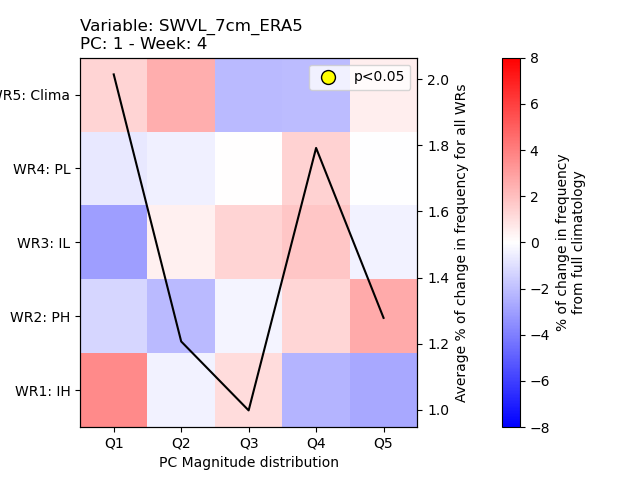 Variable: SWVL_7cm_ERA5
PC: 1 - Week: 4
p<0.05
WR5: Clima
WR4: PL
WR3: IL
WR2: PH
WR1: IH
Q1 Q2 Q3 Q4 Q5
PC Magnitude distribution
2.0
1.8
1.6
1.4
1.2
1.0
Average % of change in frequency for all WRs
8
6
4
2
0
−2
−4
−6
−8
% of change in frequency
from full climatology